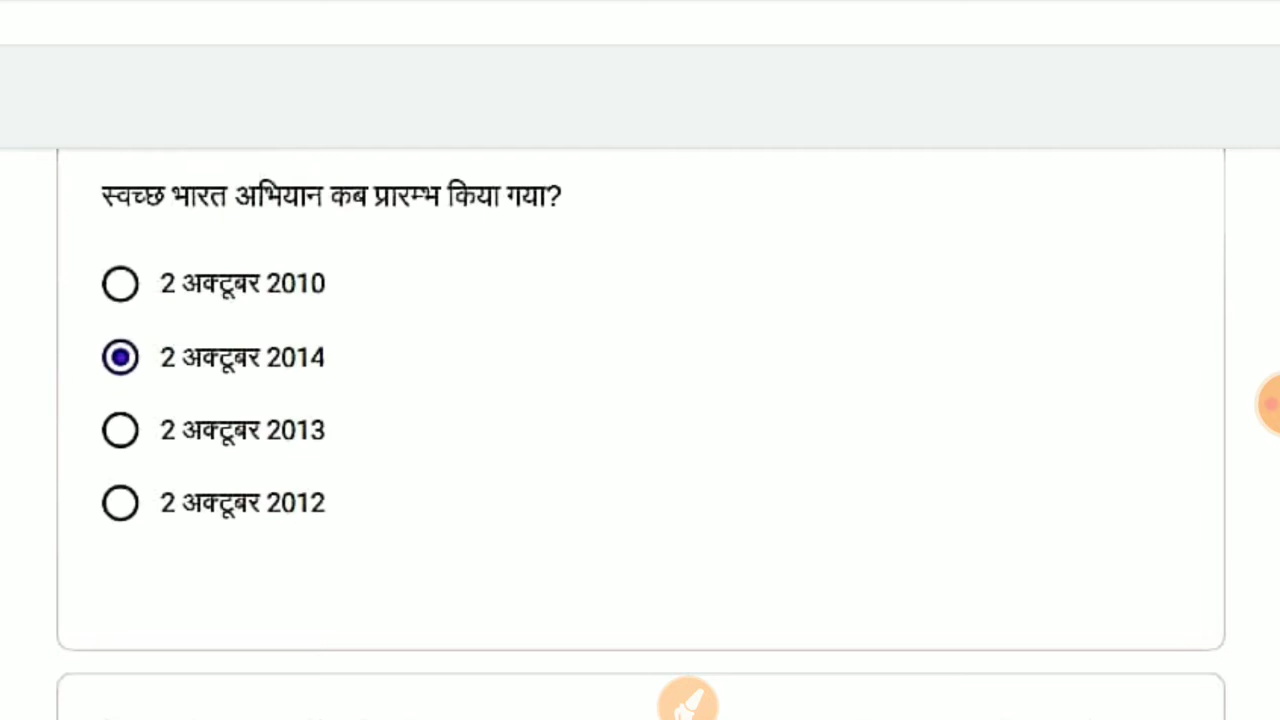 स्वच्छ भारत अभियान कब प्रारम्भ किया गया?
2 अक्टूबर 2010
2 अक्टूबर 2014
2 अक्टूबर 2013
2 अक्टूबर 2012